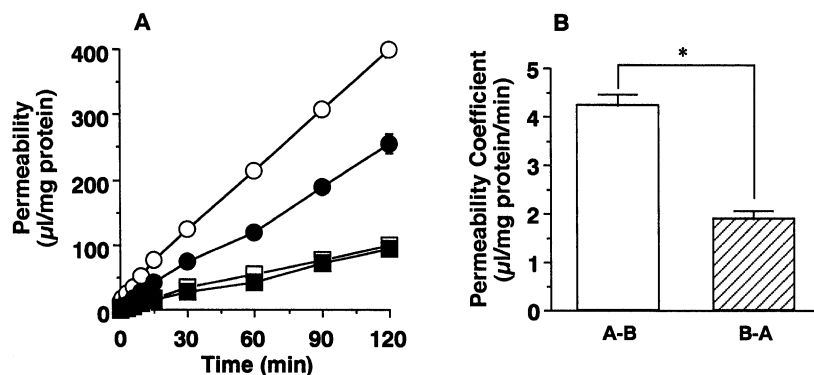 A
Permeability
(µl/mg protein)
400
300
200
100
0
0 30 60 90 120
Time (min)
B
Permeability Coefficient
(µl/mg protein/min)
5
4
3
2
1
0
*
A-B B-A